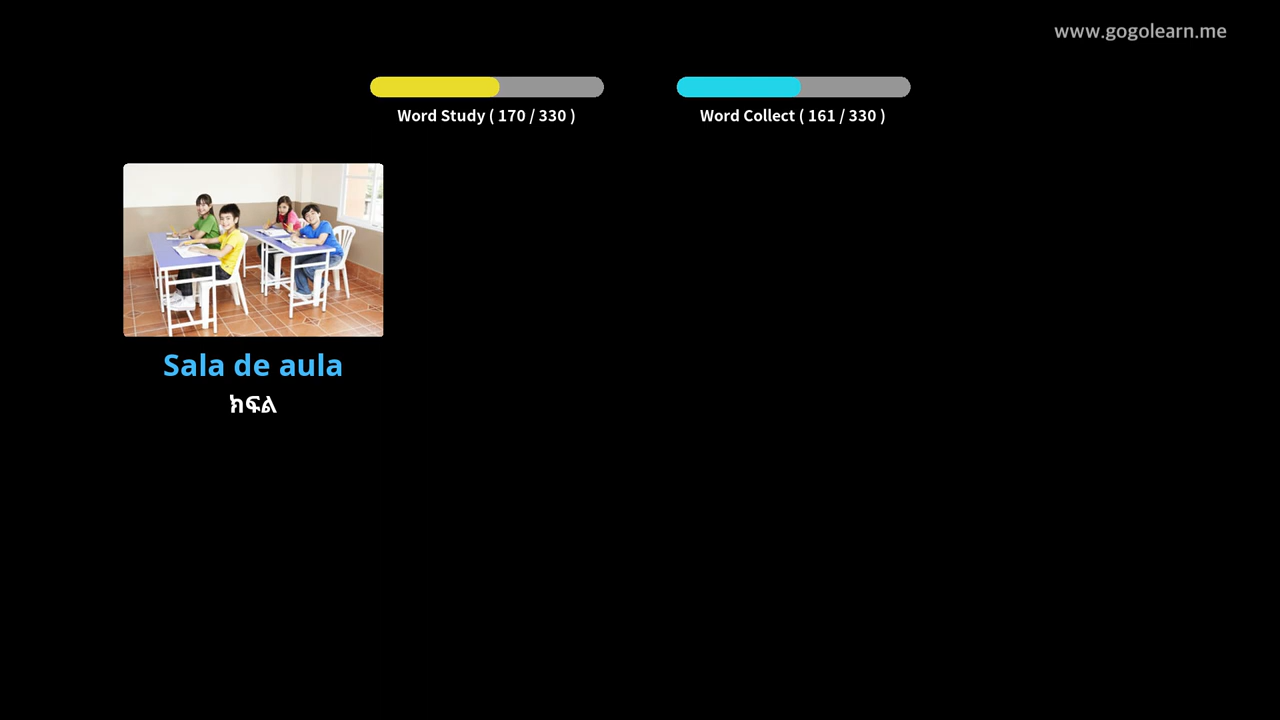 www.gogolearn.me
Word Study ( 170 / 330 )
Word Collect ( 161 / 330 )
Sala de aula
ክፍል